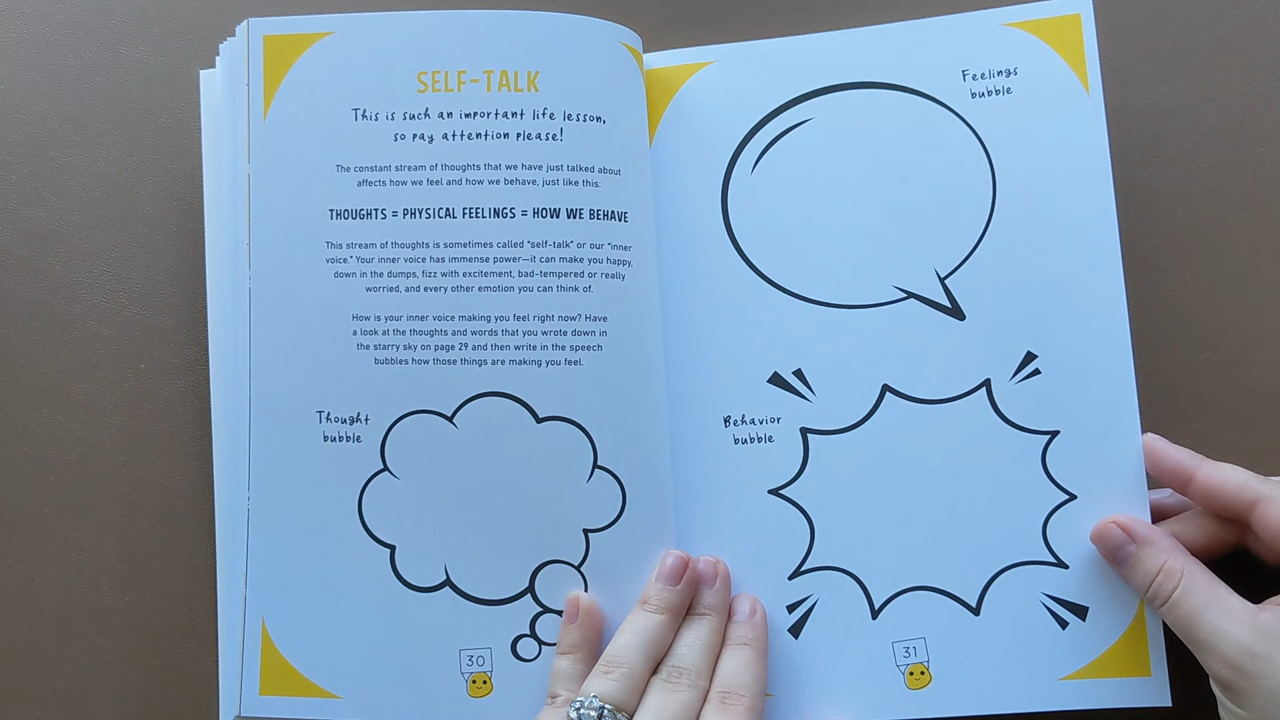 SELF-TALK
This is such an important life lesson,
so pay attention please!
The constant stream of thoughts that we have just talked about
affects how we feel and how we behave, just like this:
THOUGHTS = PHYSICAL FEELINGS = HOW WE BEHAVE
This stream of thoughts is sometimes called "self-talk" or our "inner
voice." Your inner voice has immense power—it can make you happy,
down in the dumps, fizz with excitement, bad-tempered or really
worried, and every other emotion you can think of.
How is your inner voice making you feel right now? Have
a look at the thoughts and words that you wrote down in
the starry sky on page 29 and then write in the speech
bubbles how those things are making you feel.
Thought
bubble
30
Feelings
bubble
Behavior
bubble
31